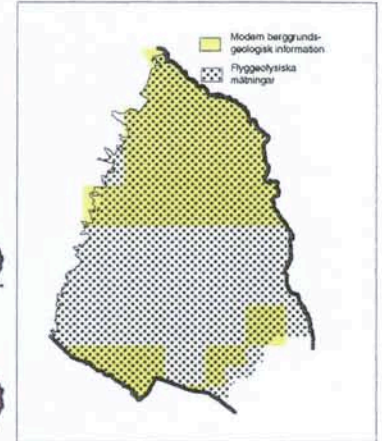 Modern berggrunds-
geologisk information
Flyggeofysiska
mätningar